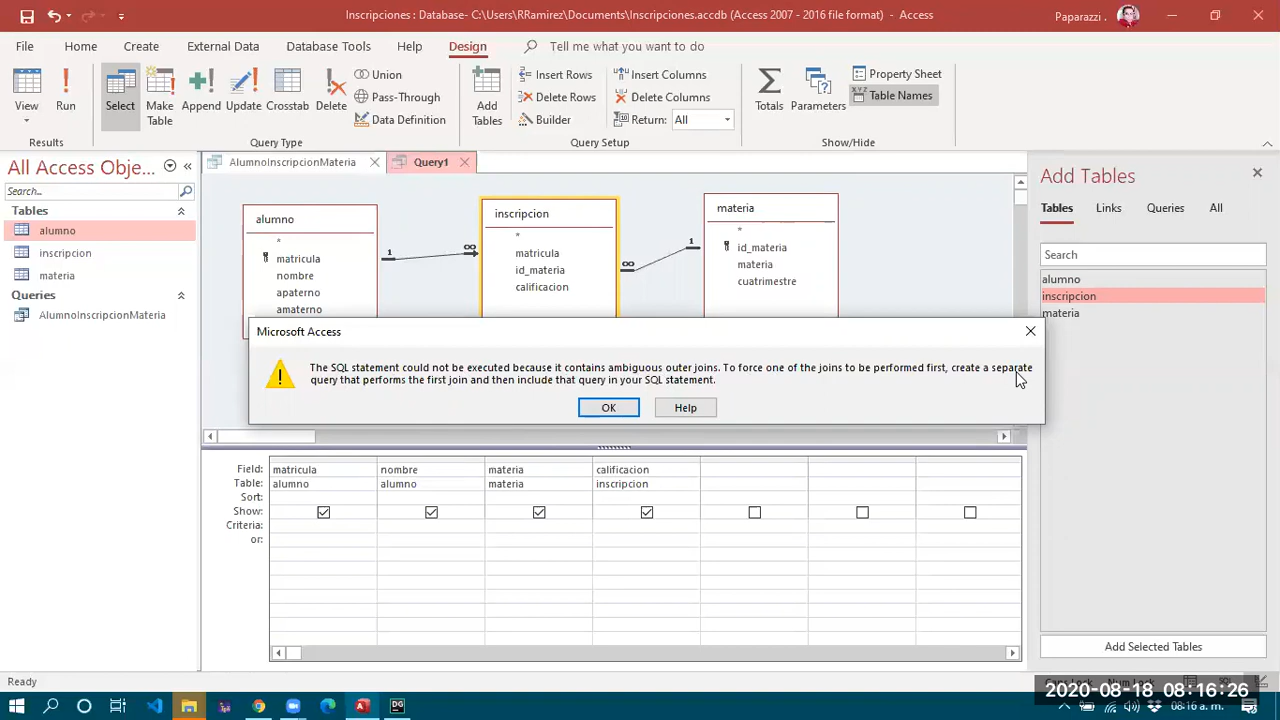 Inscripciones : Database- C:\Users\RRamirez\Documents\Inscripciones.accdb (Access 2007 - 2016 file format) - Access
Paparazzi .
File Home Create External Data Database Tools Help Design Tell me what you want to do
View
Run
Select
Make Table
Append
Update
Crosstab
Delete
Union
Pass-Through
Data Definition
Add Tables
Insert Rows
Delete Rows
Builder
Insert Columns
Delete Columns
Return: All
Totals
Parameters
Property Sheet
Table Names
Results
Query Type
Query Setup
Show/Hide
All Access Obje...
Search...
Tables
alumno
inscripcion
materia
Queries
AlumnoInscripcionMateria
AlumnoInscripcionMateria
Query1
alumno
*
matricula
nombre
apaterno
amaterno
1
∞
inscripcion
*
matricula
id_materia
calificacion
∞
1
materia
*
id_materia
materia
cuatrimestre
Microsoft Access
The SQL statement could not be executed because it contains ambiguous outer joins. To force one of the joins to be performed first, create a separate
query that performs the first join and then include that query in your SQL statement.
OK
Help
Field: matricula nombre materia calificacion
Table: alumno alumno materia inscripcion
Sort:
Show:
Criteria:
or:
Add Tables
Tables Links Queries All
Search
alumno
inscripcion
materia
Add Selected Tables
Ready
Caps Lock Num Lock SQL
2020-08-18 08:16:26
08:16 a. m.